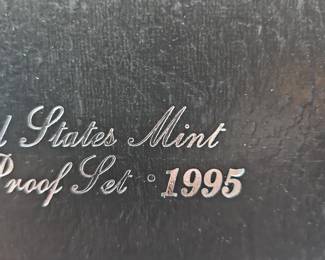 d States Mint
Proof Set • 1995